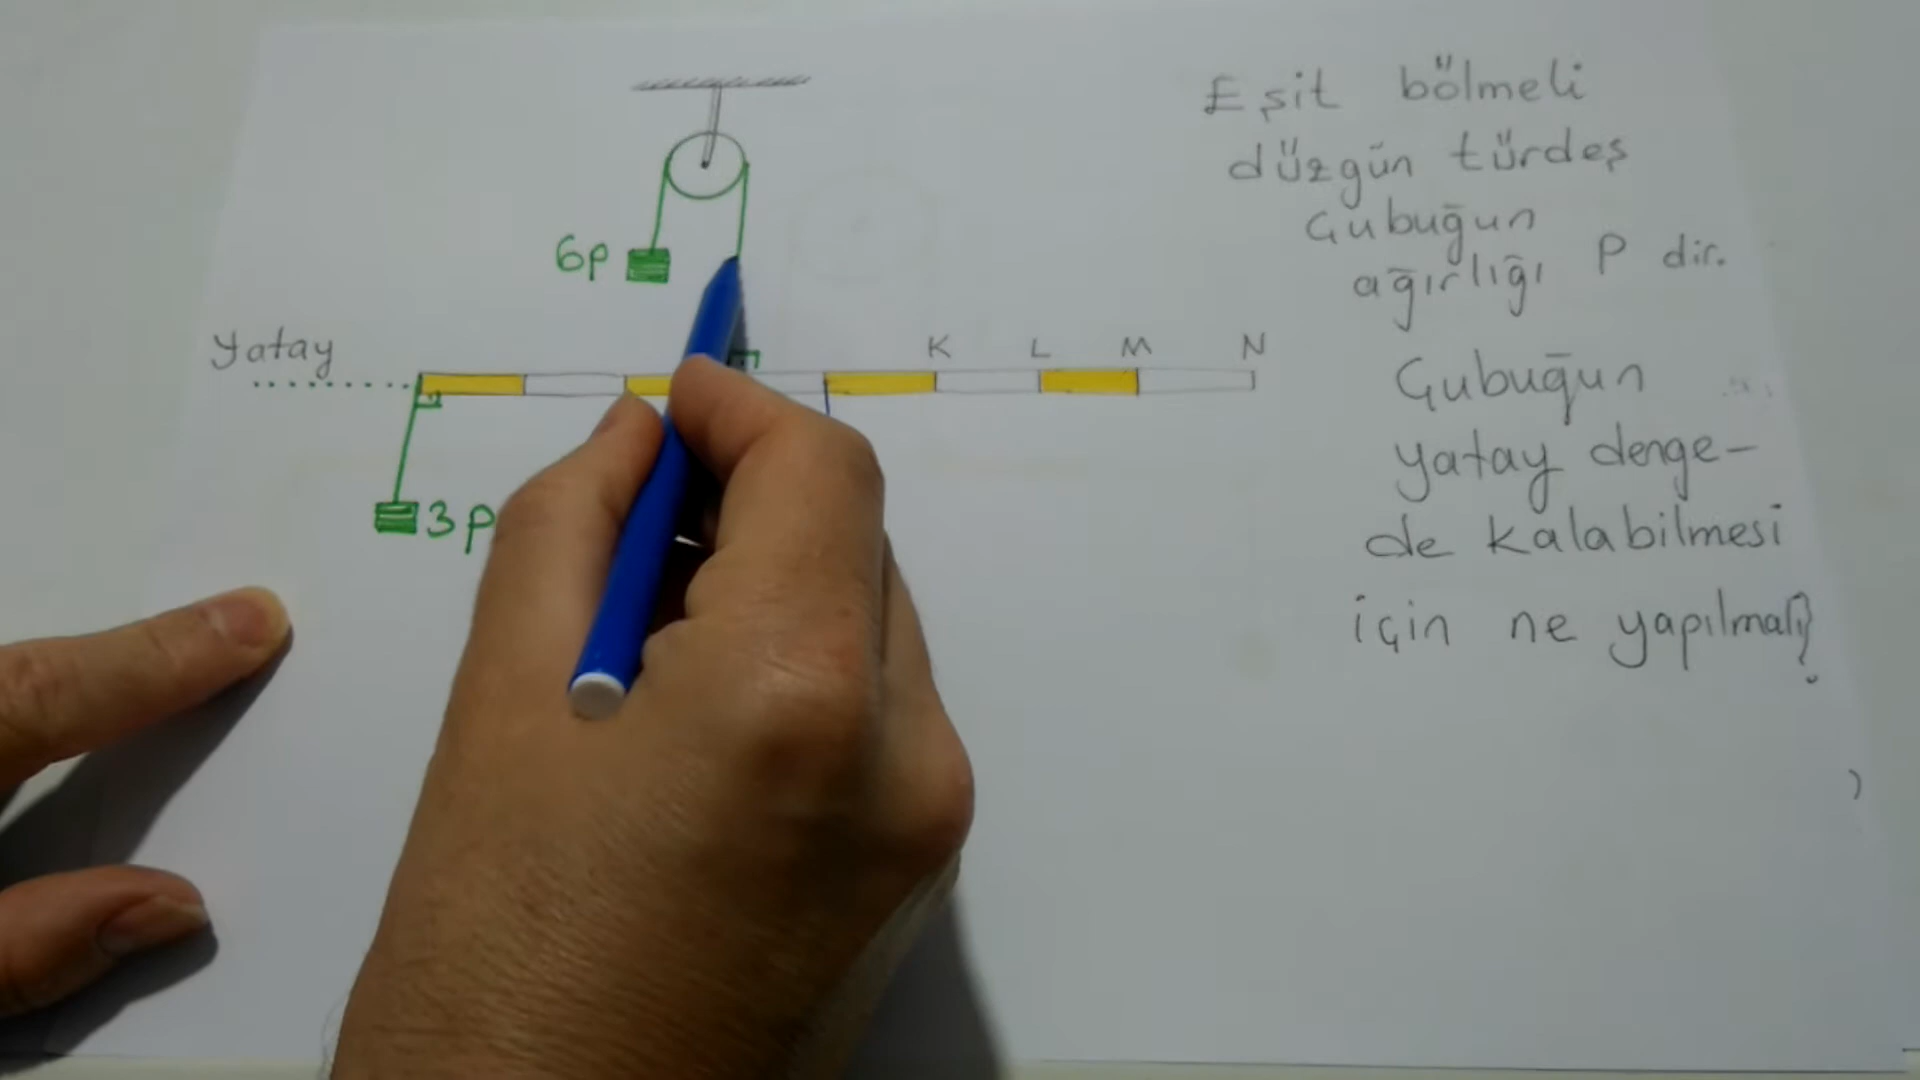 Eşit bölmeli
düzgün türdeş
Çubuğun
ağırlığı P dir.
6P
Yatay
K L M N
Çubuğun
yatay denge-
3P
de kalabilmesi
için ne yapılmalı?